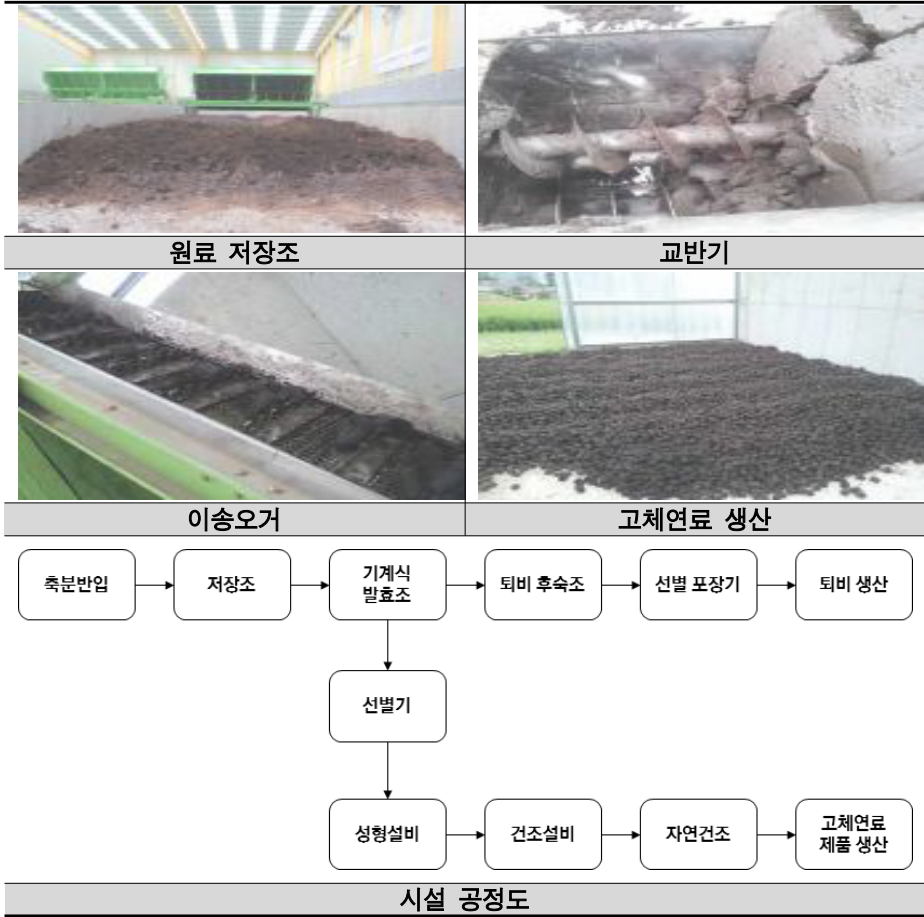 원료 저장조
교반기
이송오거
고체연료 생산
축분반입
저장조
기계식
발효조
퇴비 후숙조
선별 포장기
퇴비 생산
선별기
성형설비
건조설비
자연건조
고체연료
제품 생산
시설 공정도